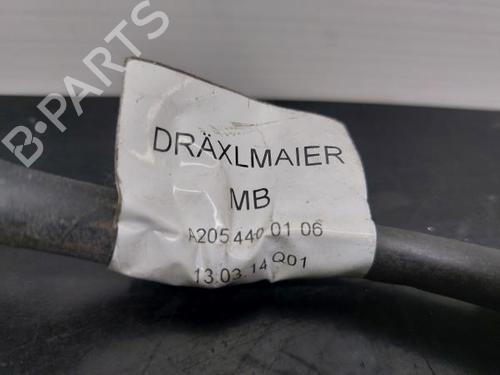 B-PARTS
DRÄXLMAIER
MB
A205 440 01 06
13.03.14 Q01